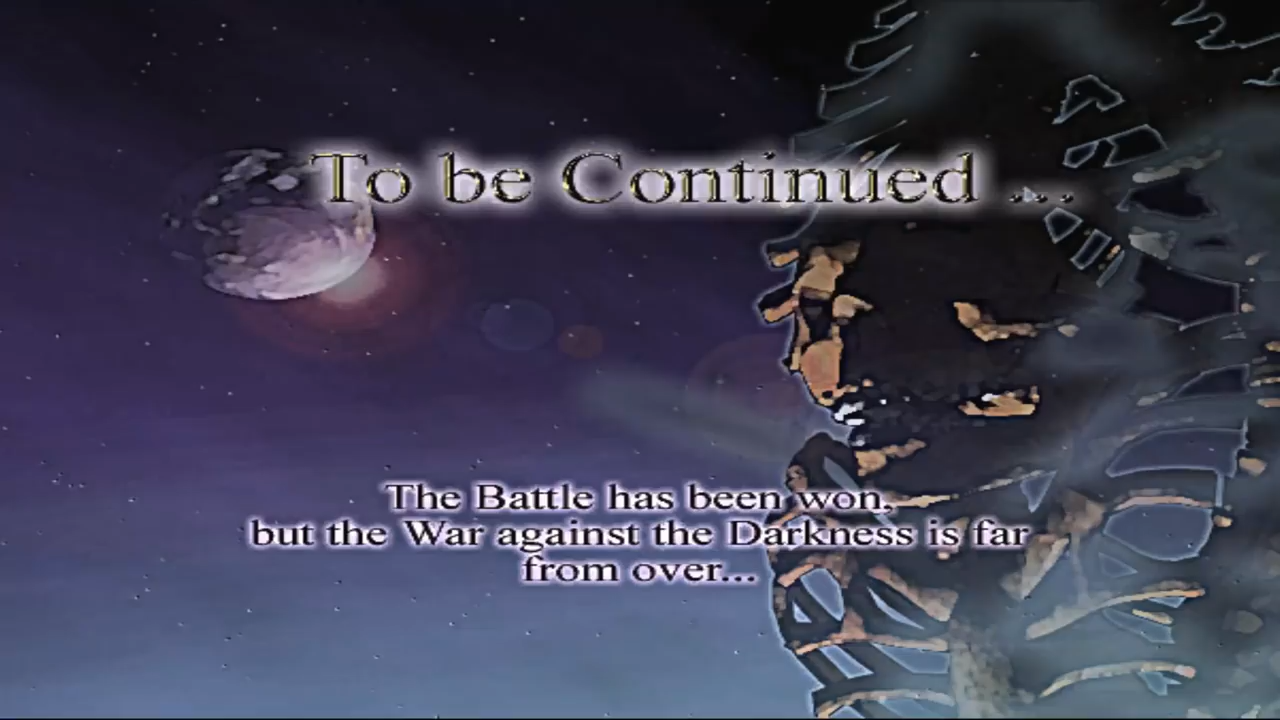 To be Continued ...
The Battle has been won,
but the War against the Darkness is far
from over...